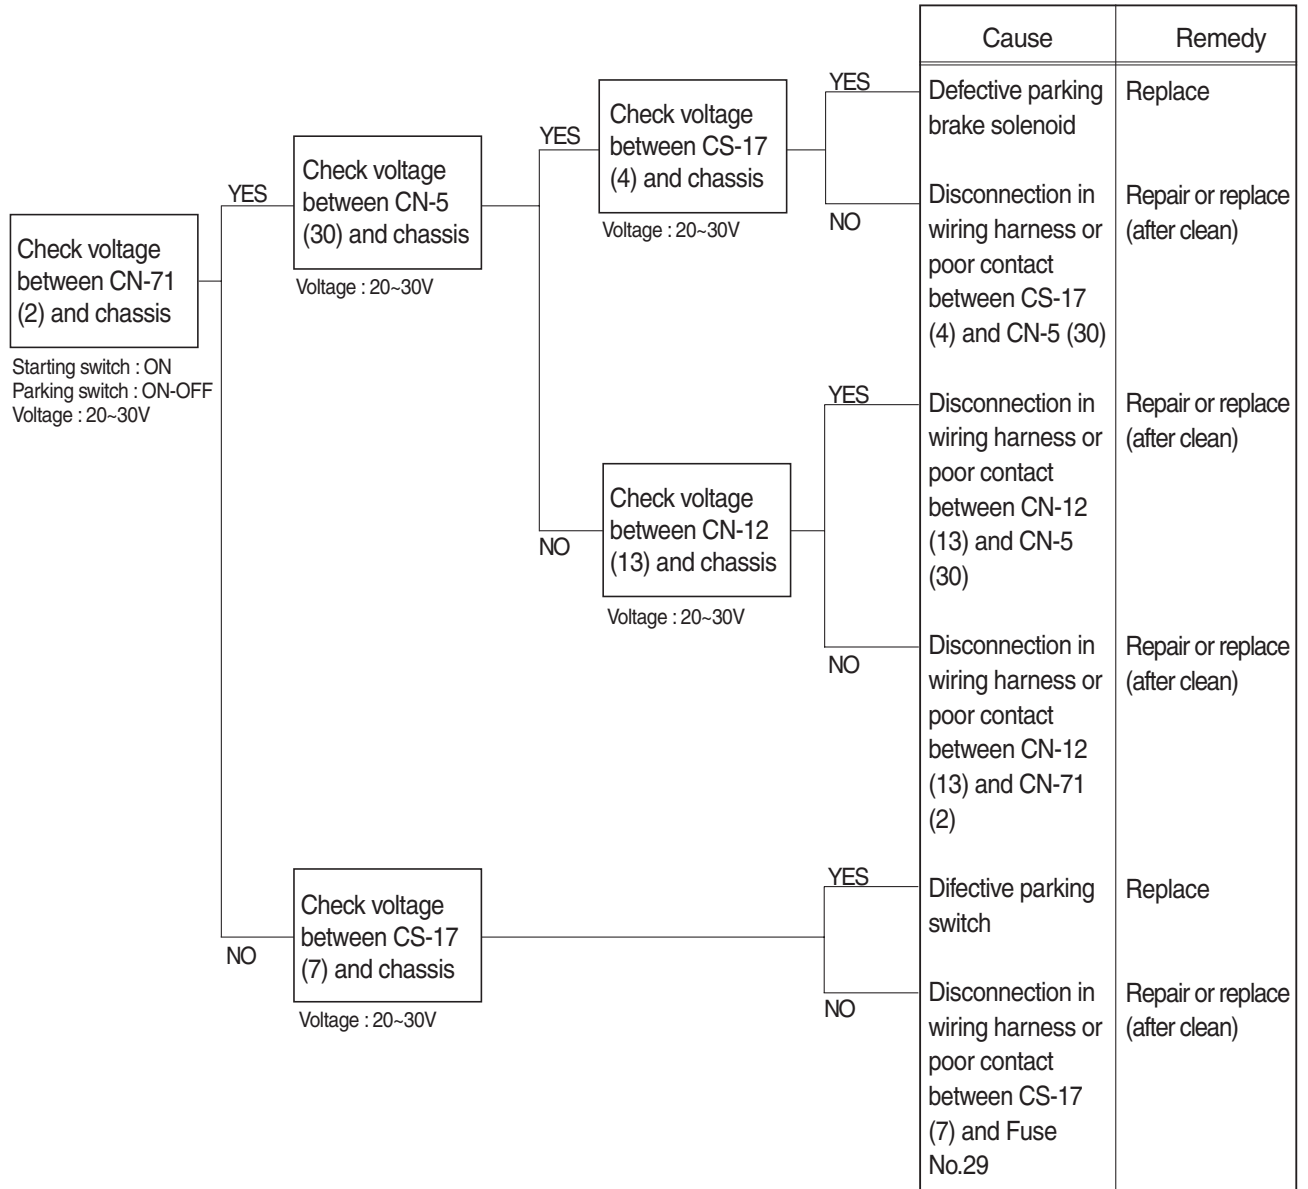 Cause
Remedy
Check voltage
between CN-71
(2) and chassis
Starting switch : ON
Parking switch : ON-OFF
Voltage : 20~30V
YES
Check voltage
between CN-5
(30) and chassis
Voltage : 20~30V
YES
Check voltage
between CS-17
(4) and chassis
Voltage : 20~30V
YES
Defective parking
brake solenoid
Replace
NO
Disconnection in
wiring harness or
poor contact
between CS-17
(4) and CN-5 (30)
Repair or replace
(after clean)
NO
Check voltage
between CN-12
(13) and chassis
Voltage : 20~30V
YES
Disconnection in
wiring harness or
poor contact
between CN-12
(13) and CN-5
(30)
Repair or replace
(after clean)
NO
Disconnection in
wiring harness or
poor contact
between CN-12
(13) and CN-71
(2)
Repair or replace
(after clean)
NO
Check voltage
between CS-17
(7) and chassis
Voltage : 20~30V
YES
Difective parking
switch
Replace
NO
Disconnection in
wiring harness or
poor contact
between CS-17
(7) and Fuse
No.29
Repair or replace
(after clean)